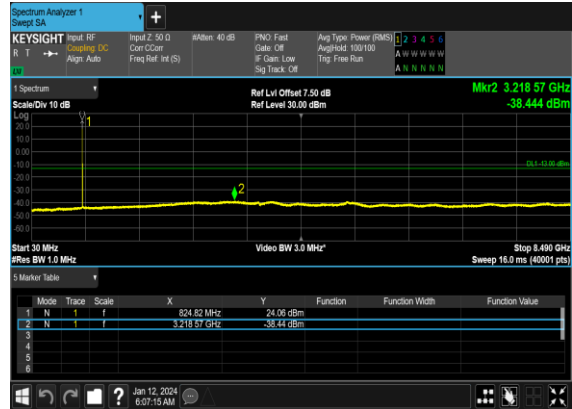 Spectrum Analyzer 1
Swept SA
+
KEYSIGHT Input: RF Input Z: 50 Ω #Atten: 40 dB PNO: Fast Avg Type: Power (RMS) 1 2 3 4 5 6
R T Coupling: DC Corr CCorr Gate: Off Avg|Hold: 100/100 A W W W W W
Align: Auto Freq Ref: Int (S) IF Gain: Low Trig: Free Run
Sig Track: Off A N N N N N
1 Spectrum Ref Lvl Offset 7.50 dB Mkr2 3.218 57 GHz
Scale/Div 10 dB Ref Level 30.00 dBm -38.444 dBm
Log
1
20.0
10.0
0.00
-10.0 DL1 -13.00 dBm
-20.0
-30.0 2
-40.0
-50.0
-60.0
Start 30 MHz Video BW 3.0 MHz* Stop 8.490 GHz
#Res BW 1.0 MHz Sweep 16.0 ms (40001 pts)
5 Marker Table
Mode Trace Scale X Y Function Function Width Function Value
1 N 1 f 824.82 MHz 24.06 dBm
2 N 1 f 3.218 57 GHz -38.44 dBm
3
4
5
6
? Jan 12, 2024
6:07:15 AM